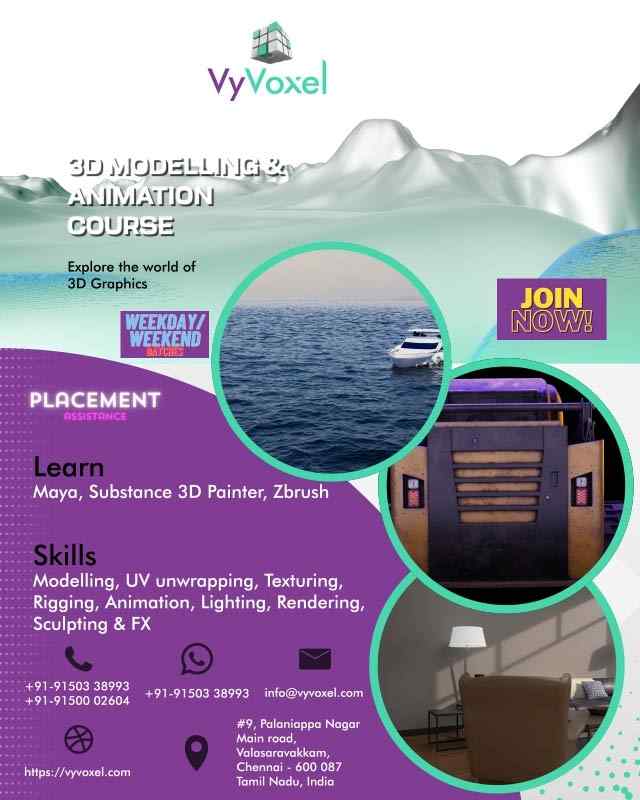 VyVoxel
3D MODELLING &
ANIMATION
COURSE
Explore the world of
3D Graphics
WEEKDAY/
WEEKEND
BATCHES
JOIN
NOW!
PLACEMENT
ASSISTANCE
Learn
Maya, Substance 3D Painter, Zbrush
Skills
Modelling, UV unwrapping, Texturing,
Rigging, Animation, Lighting, Rendering,
Sculpting & FX
+91-91503 38993
+91-91500 02604
+91-91503 38993
info@vyvoxel.com
https://vyvoxel.com
#9, Palaniappa Nagar
Main road,
Valasaravakkam,
Chennai - 600 087
Tamil Nadu, India